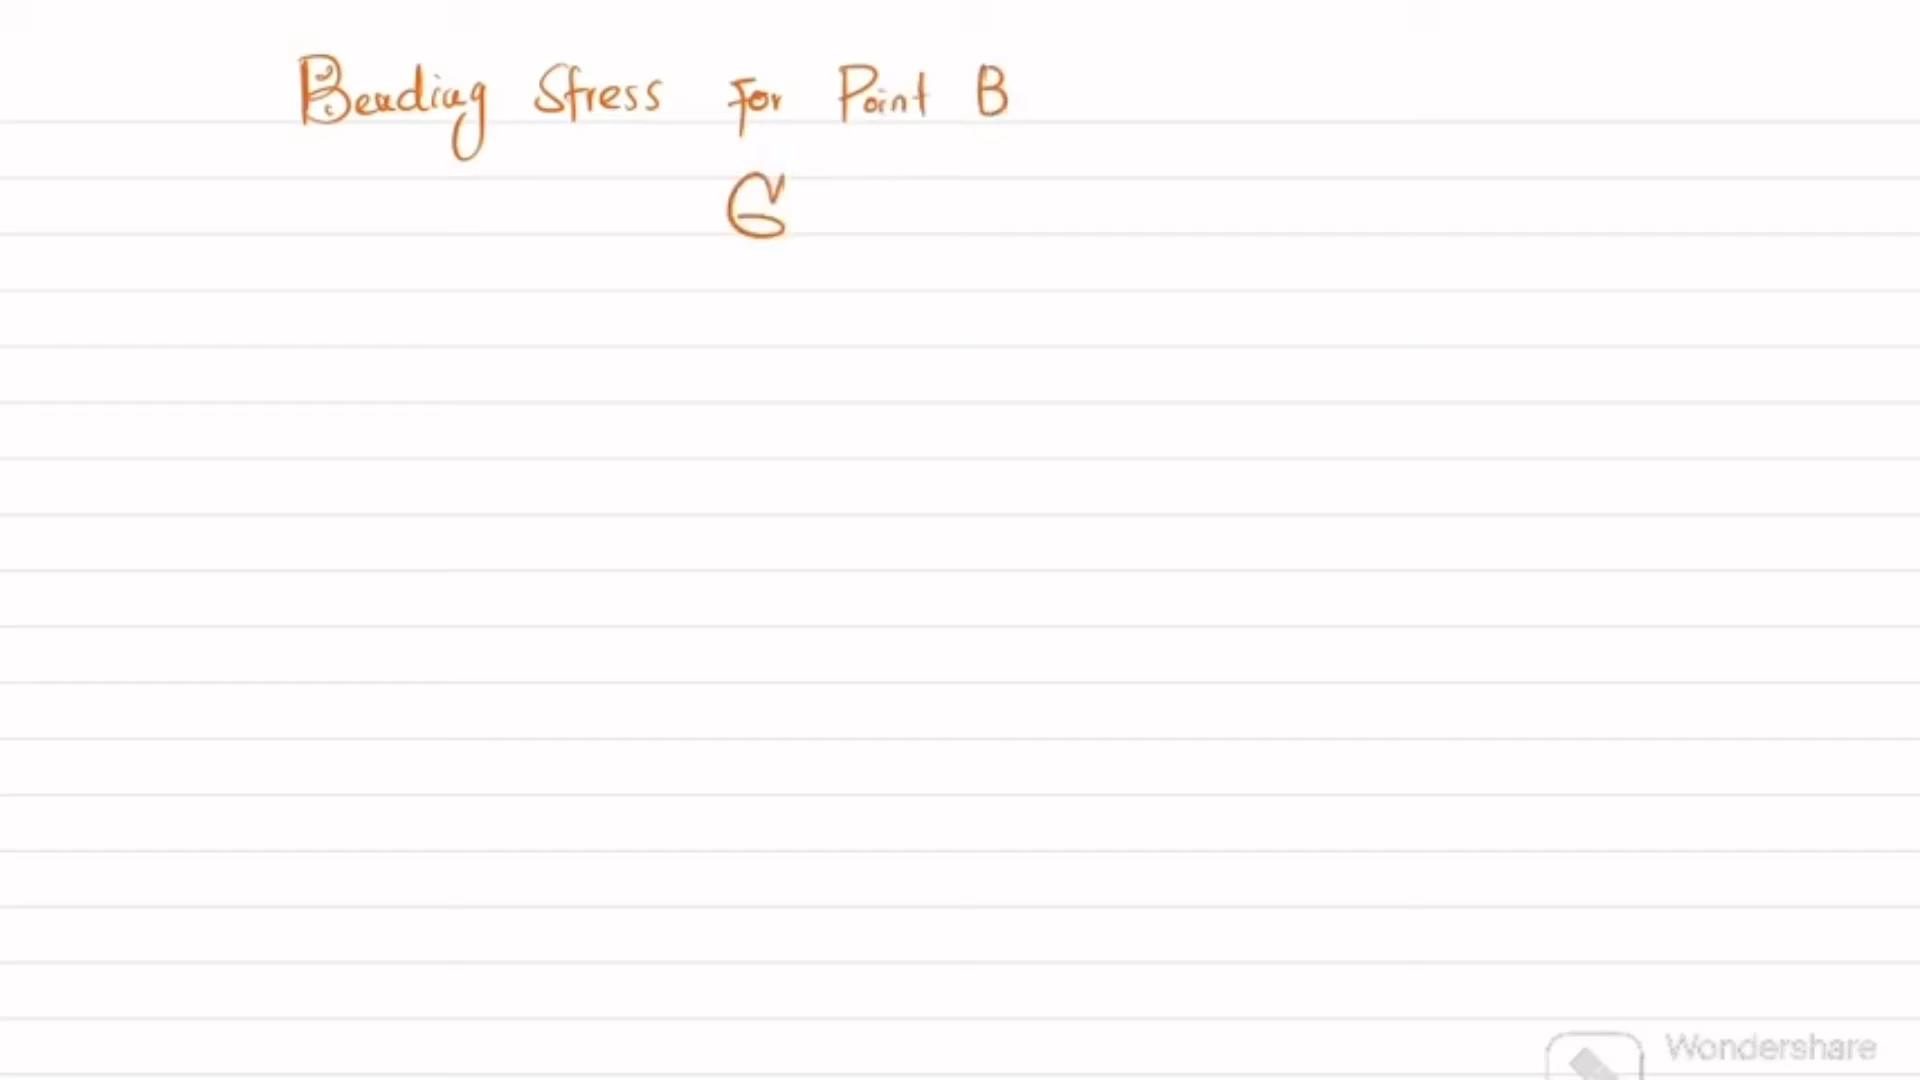 Bending Stress For Point B
σ
Wondershare